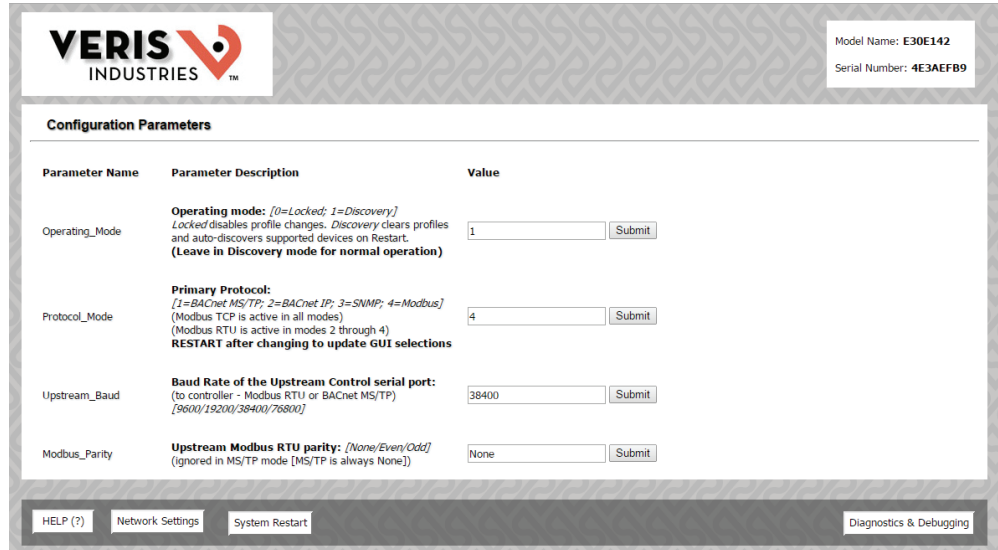 VERIS
INDUSTRIES
TM
Model Name: E30E142
Serial Number: 4E3AEFB9
Configuration Parameters
Parameter Name Parameter Description Value
Operating_Mode
Operating mode: [0=Locked; 1=Discovery]
Locked disables profile changes. Discovery clears profiles
and auto-discovers supported devices on Restart.
(Leave in Discovery mode for normal operation)
1 Submit
Protocol_Mode
Primary Protocol:
[1=BACnet MS/TP; 2=BACnet IP; 3=SNMP; 4=Modbus]
(Modbus TCP is active in all modes)
(Modbus RTU is active in modes 2 through 4)
RESTART after changing to update GUI selections
4 Submit
Upstream_Baud
Baud Rate of the Upstream Control serial port:
(to controller - Modbus RTU or BACnet MS/TP)
[9600/19200/38400/76800]
38400 Submit
Modbus_Parity
Upstream Modbus RTU parity: [None/Even/Odd]
(ignored in MS/TP mode [MS/TP is always None])
None Submit
HELP (?) Network Settings System Restart Diagnostics & Debugging